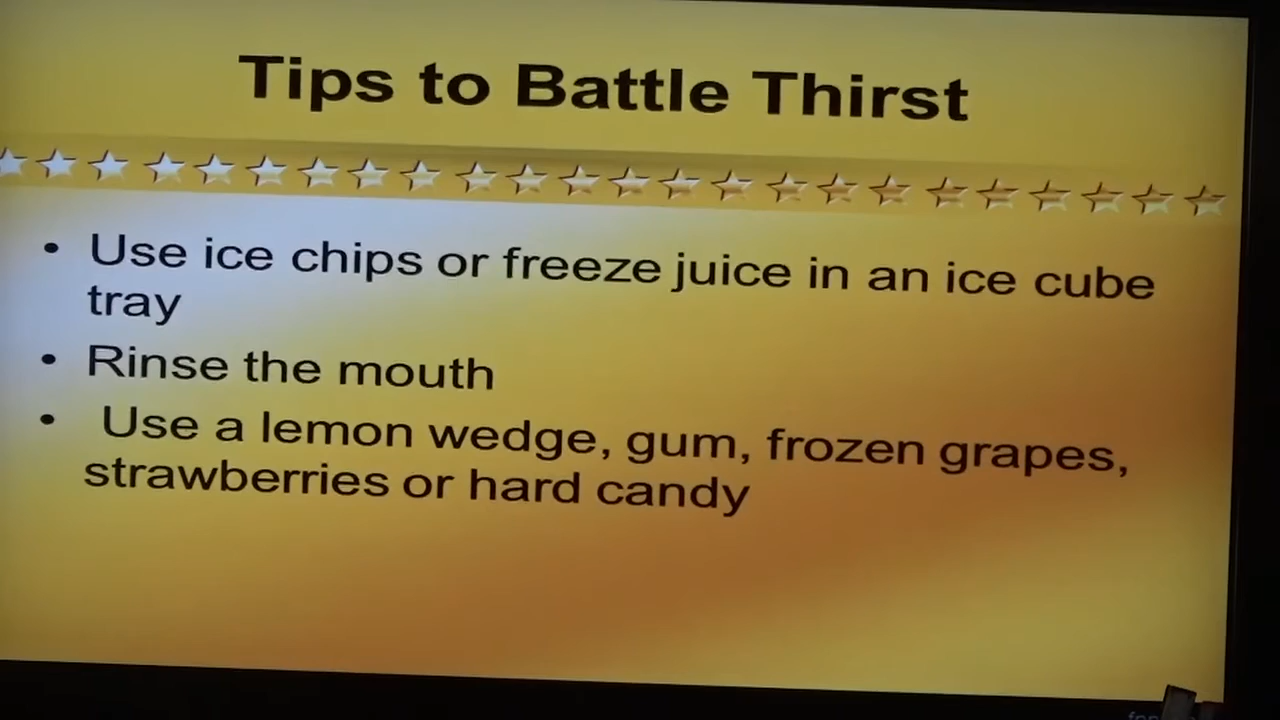 Tips to Battle Thirst
• Use ice chips or freeze juice in an ice cube
tray
• Rinse the mouth
• Use a lemon wedge, gum, frozen grapes,
strawberries or hard candy